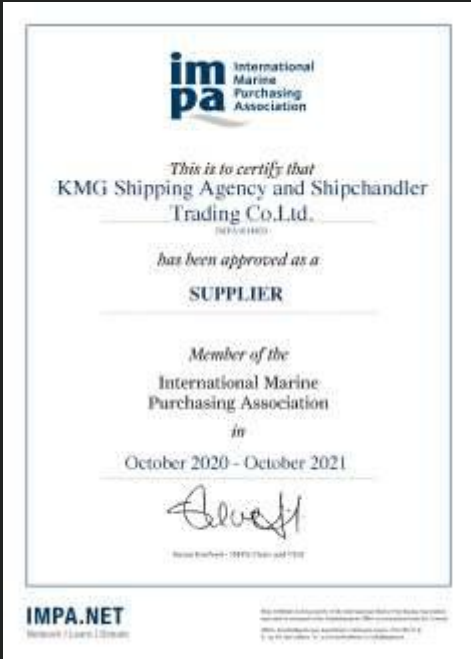 im
pa
International
Marine
Purchasing
Association
This is to certify that
KMG Shipping Agency and Shipchandler
Trading Co.Ltd.
has been approved as a
SUPPLIER
Member of the
International Marine
Purchasing Association
in
October 2020 - October 2021
IMPA.NET
Network | Learn | Donate